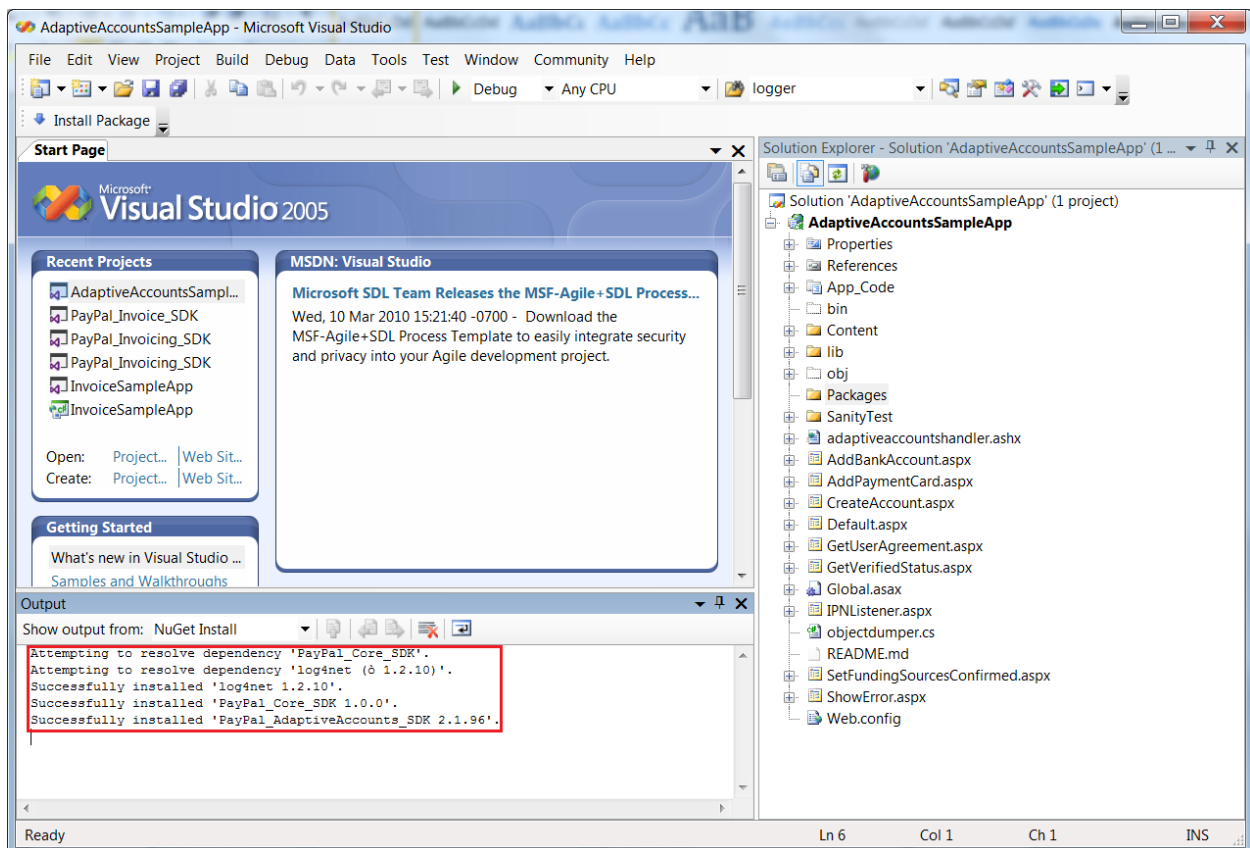 AdaptiveAccountsSampleApp - Microsoft Visual Studio
File Edit View Project Build Debug Data Tools Test Window Community Help
Debug Any CPU logger
Install Package
Start Page
Microsoft
Visual Studio 2005
Recent Projects
AdaptiveAccountsSampl...
PayPal_Invoice_SDK
PayPal_Invoicing_SDK
PayPal_Invoicing_SDK
InvoiceSampleApp
InvoiceSampleApp
Open: Project... Web Sit...
Create: Project... Web Sit...
Getting Started
What's new in Visual Studio ...
Samples and Walkthroughs
MSDN: Visual Studio
Microsoft SDL Team Releases the MSF-Agile+SDL Process...
Wed, 10 Mar 2010 15:21:40 -0700 - Download the
MSF-Agile+SDL Process Template to easily integrate security
and privacy into your Agile development project.
Output
Show output from: NuGet Install
Attempting to resolve dependency 'PayPal_Core_SDK'.
Attempting to resolve dependency 'log4net (ò 1.2.10)'.
Successfully installed 'log4net 1.2.10'.
Successfully installed 'PayPal_Core_SDK 1.0.0'.
Successfully installed 'PayPal_AdaptiveAccounts_SDK 2.1.96'.
Solution Explorer - Solution 'AdaptiveAccountsSampleApp' (1 ...
Solution 'AdaptiveAccountsSampleApp' (1 project)
AdaptiveAccountsSampleApp
Properties
References
App_Code
bin
Content
lib
obj
Packages
SanityTest
adaptiveaccountshandler.ashx
AddBankAccount.aspx
AddPaymentCard.aspx
CreateAccount.aspx
Default.aspx
GetUserAgreement.aspx
GetVerifiedStatus.aspx
Global.asax
IPNListener.aspx
objectdumper.cs
README.md
SetFundingSourcesConfirmed.aspx
ShowError.aspx
Web.config
Ready Ln 6 Col 1 Ch 1 INS